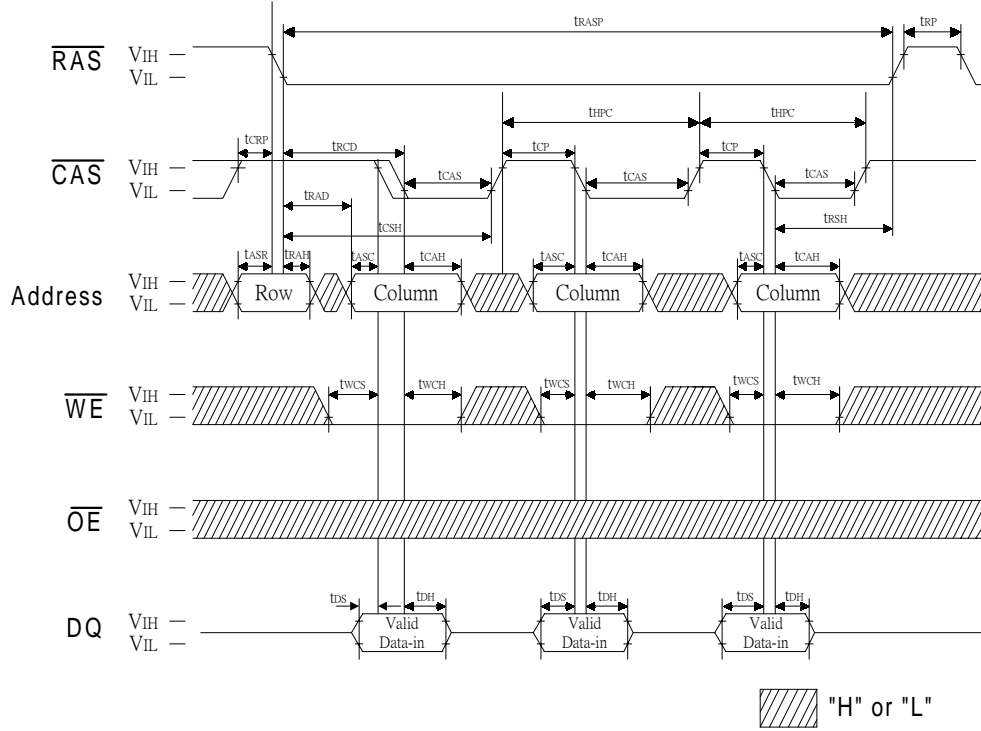 tRASP tRP
RAS VIH
VIL
tHPC tHPC
tCRP tRCD tCP tCP
CAS VIH
VIL
tCAS tCAS tCAS
tRAD
tCSH tRSH
tASR tRAH tASC tCAH tASC tCAH tASC tCAH
Address VIH
VIL
Row Column Column Column
tWCS tWCH tWCS tWCH tWCS tWCH
WE VIH
VIL
OE VIH
VIL
tDS tDH tDS tDH tDS tDH
DQ VIH
VIL
Valid Valid Valid
Data-in Data-in Data-in
"H" or "L"